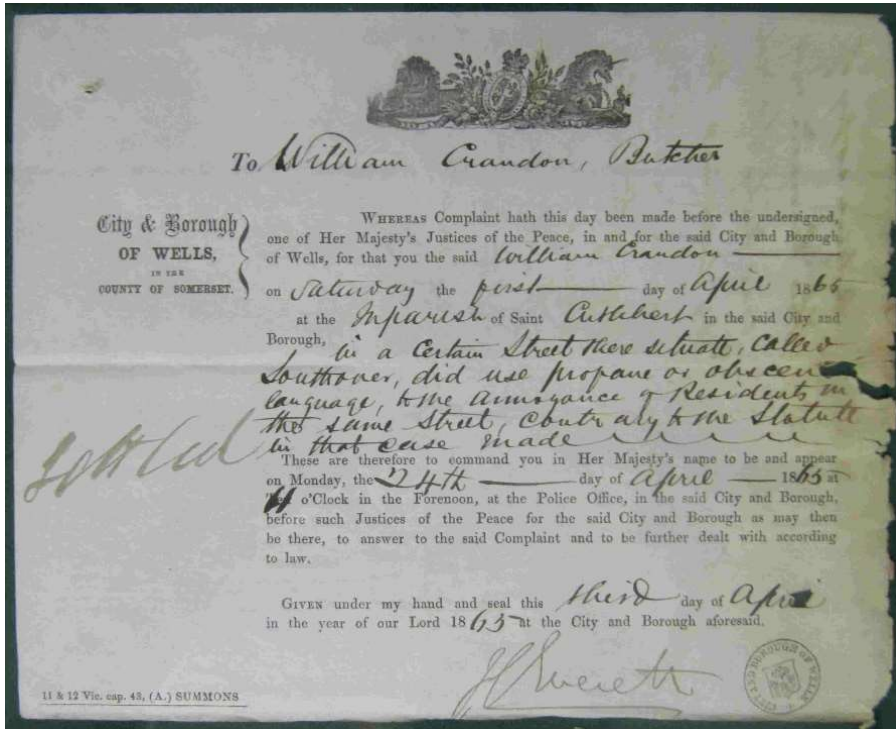 To William Crandon, Butcher
City & Borough
OF WELLS,
IN THE
COUNTY OF SOMERSET.
WHEREAS Complaint hath this day been made before the undersigned,
one of Her Majesty's Justices of the Peace, in and for the said City and Borough
of Wells, for that you the said William Crandon
on Saturday the first day of April 1865
at the Inparish of Saint Cuthbert in the said City and
Borough, in a Certain Street there situate, called
Southover, did use profane or obscene
language, to the annoyance of Residents in
the same Street, contrary to the Statute
in that case made
Settled
These are therefore to command you in Her Majesty's name to be and appear
on Monday, the 24th day of April 1865 at
11 o'Clock in the Forenoon, at the Police Office, in the said City and Borough,
before such Justices of the Peace for the said City and Borough as may then
be there, to answer to the said Complaint and to be further dealt with according
to law.
GIVEN under my hand and seal this third day of April
in the year of our Lord 1865 at the City and Borough aforesaid.
Everett
11 & 12 Vic. cap. 43, (A.) SUMMONS
CITY AND BOROUGH OF WELLS